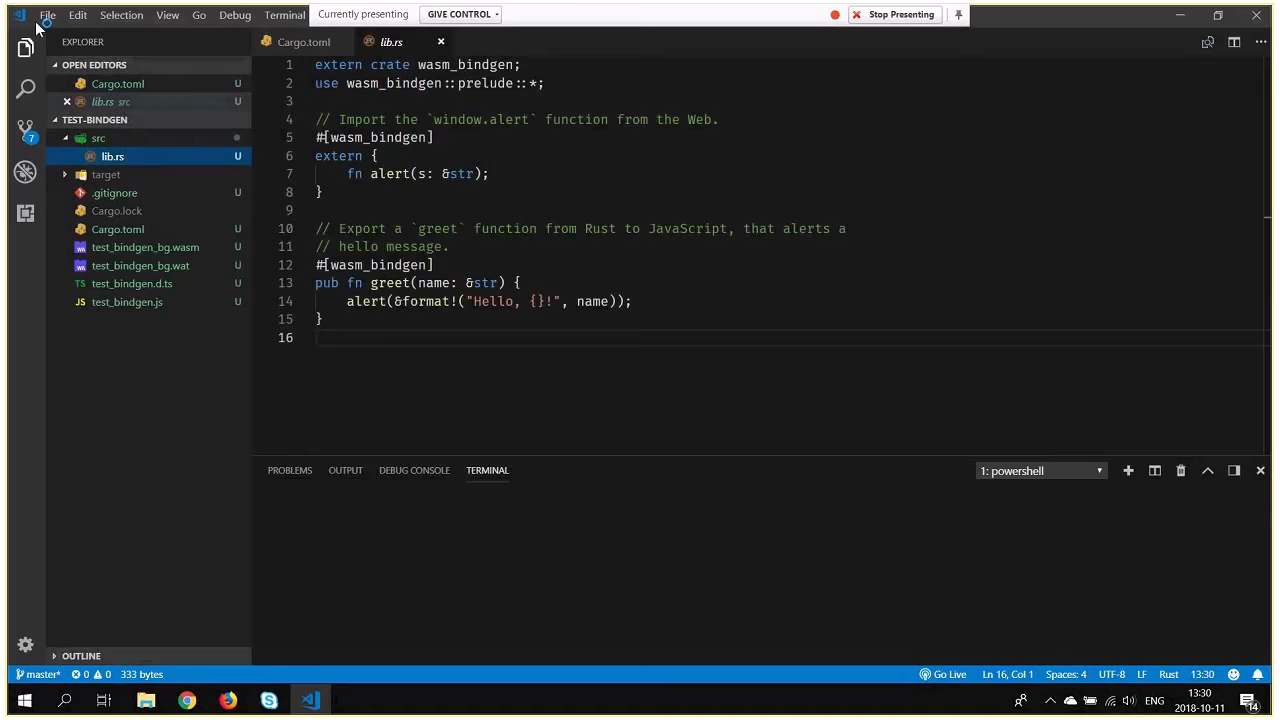 File Edit Selection View Go Debug Terminal
Currently presenting GIVE CONTROL Stop Presenting
EXPLORER
OPEN EDITORS
Cargo.toml U
lib.rs src U
TEST-BINDGEN
src
lib.rs U
target
.gitignore U
Cargo.lock
Cargo.toml U
test_bindgen_bg.wasm U
test_bindgen_bg.wat U
test_bindgen.d.ts U
test_bindgen.js U
7
OUTLINE
Cargo.toml lib.rs
1 extern crate wasm_bindgen;
2 use wasm_bindgen::prelude::*;
3
4 // Import the `window.alert` function from the Web.
5 #[wasm_bindgen]
6 extern {
7 fn alert(s: &str);
8 }
9
10 // Export a `greet` function from Rust to JavaScript, that alerts a
11 // hello message.
12 #[wasm_bindgen]
13 pub fn greet(name: &str) {
14 alert(&format!("Hello, {}!", name));
15 }
16
PROBLEMS OUTPUT DEBUG CONSOLE TERMINAL 1: powershell
master* 0 0 333 bytes Go Live Ln 16, Col 1 Spaces: 4 UTF-8 LF Rust 13:30
ENG 13:30
2018-10-11 14